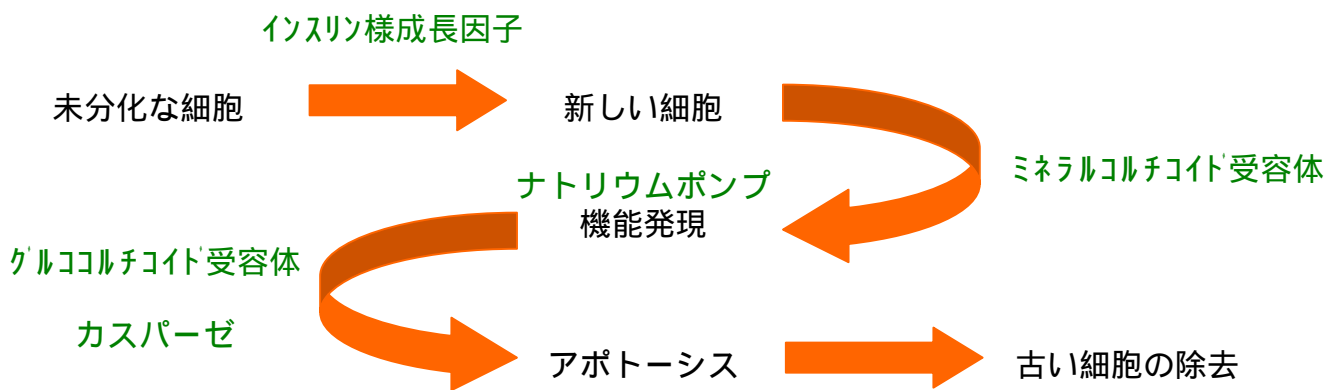 ｲﾝｽﾘﾝ様成長因子
未分化な細胞
新しい細胞
ﾐﾈﾗﾙｺﾙﾁｺｲﾄﾞ受容体
ナトリウムポンプ
機能発現
ｸﾞﾙｺｺﾙﾁｺｲﾄﾞ受容体
カスパーゼ
アポトーシス
古い細胞の除去